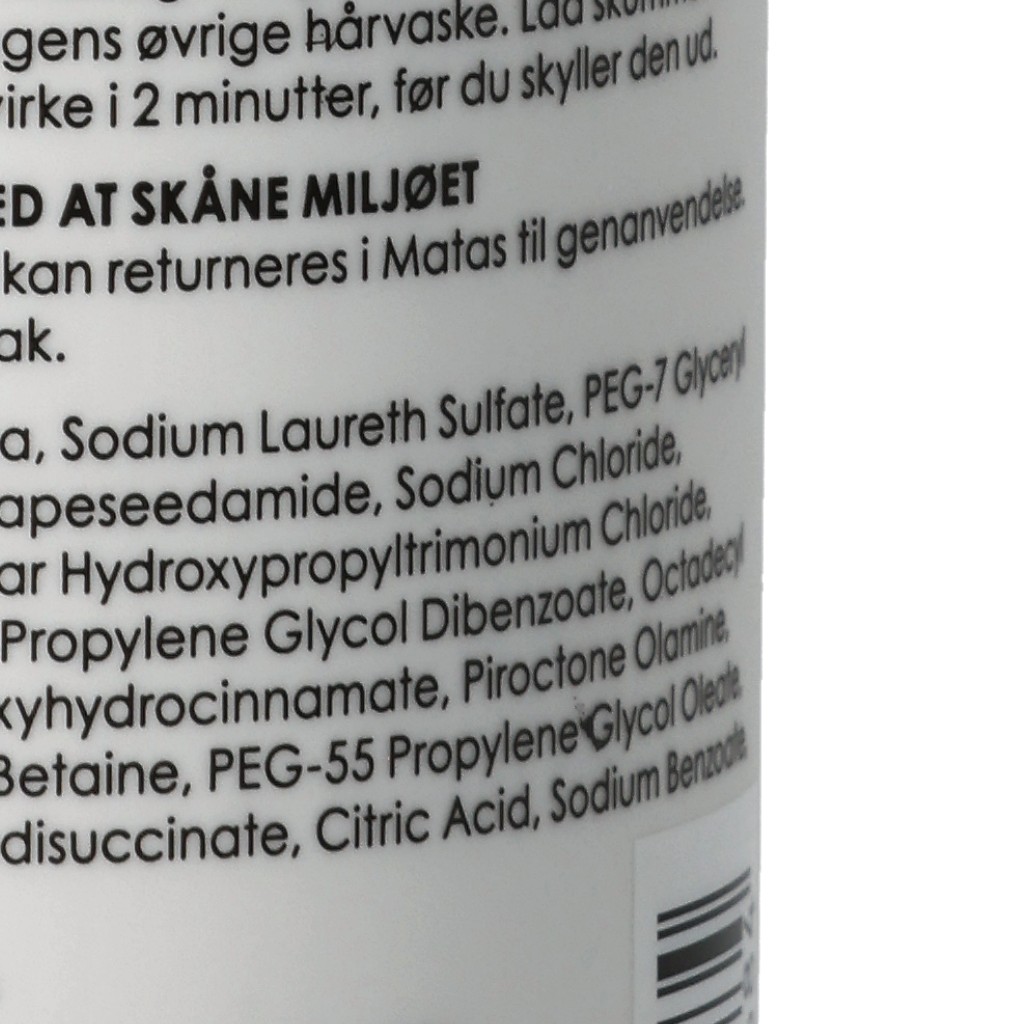 gens øvrige hårvaske. Lad
virke i 2 minutter, før du skyller den ud.
ED AT SKÅNE MILJØET
kan returneres i Matas til genanvendelse.
ak.
a, Sodium Laureth Sulfate, PEG-7 Glyceryl
apeseedamide, Sodium Chloride,
ar Hydroxypropyltrimonium Chloride,
Propylene Glycol Dibenzoate, Octadecyl
xyhydrocinnamate, Piroctone Olamine,
Betaine, PEG-55 Propylene Glycol Oleate,
disuccinate, Citric Acid, Sodium Benzoate,